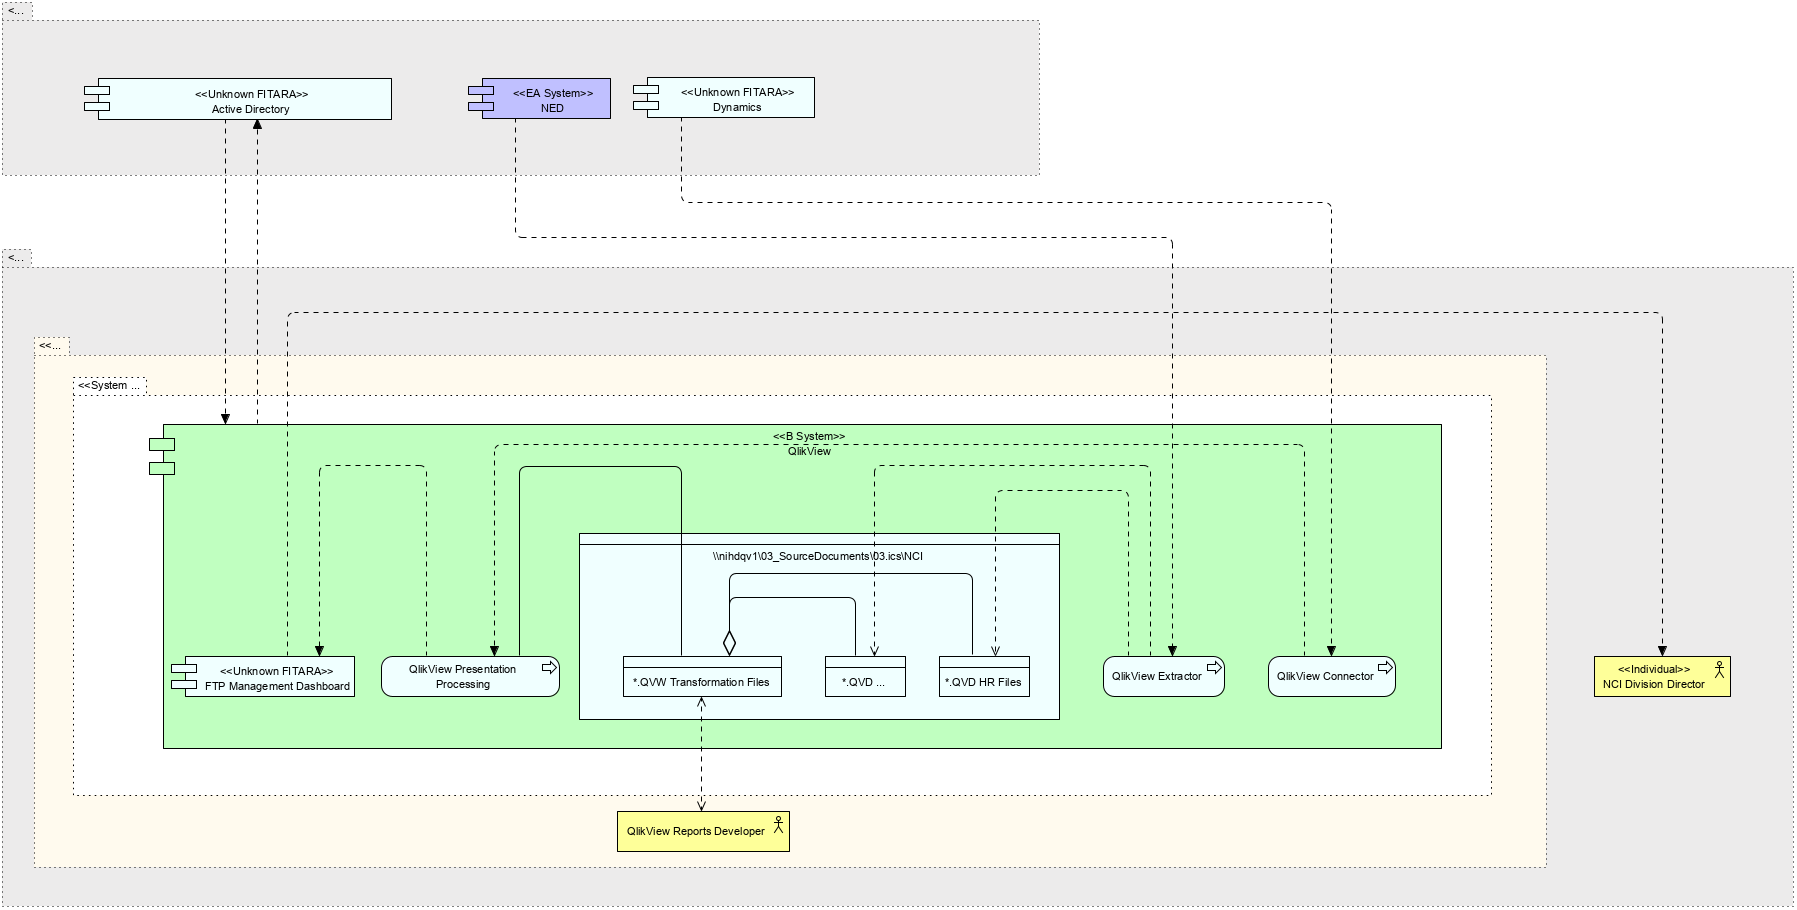 <...
<<Unknown FITARA>>
Active Directory
<<EA System>>
NED
<<Unknown FITARA>>
Dynamics
<...
<<...
<<System ...
<<B System>>
QlikView
\\nihdqv1\03_SourceDocuments\03.ics\NCI
<<Unknown FITARA>>
FTP Management Dashboard
QlikView Presentation
Processing
*.QVW Transformation Files
*.QVD ...
*.QVD HR Files
QlikView Extractor
QlikView Connector
<<Individual>>
NCI Division Director
QlikView Reports Developer